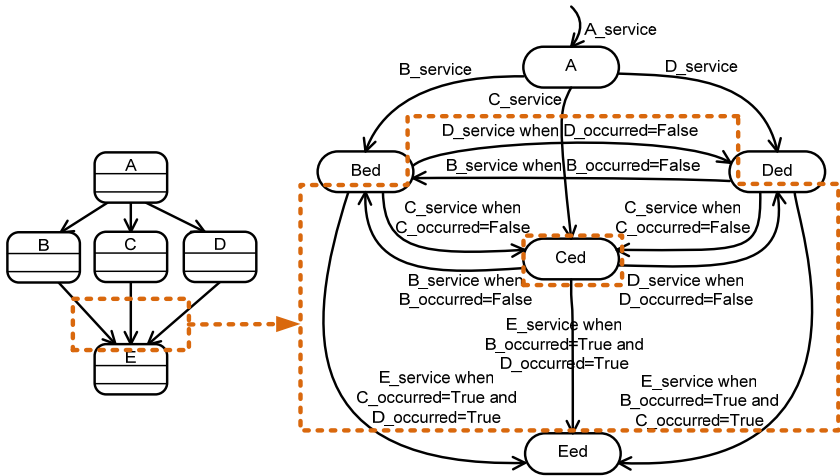 A_service
A
B_service
D_service
C_service
D_service when D_occurred=False
B_service when B_occurred=False
Bed
Ded
A
B
C
D
E
C_service when
C_occurred=False
C_service when
C_occurred=False
Ced
B_service when
B_occurred=False
D_service when
D_occurred=False
E_service when
B_occurred=True and
D_occurred=True
E_service when
C_occurred=True and
D_occurred=True
E_service when
B_occurred=True and
C_occurred=True
Eed